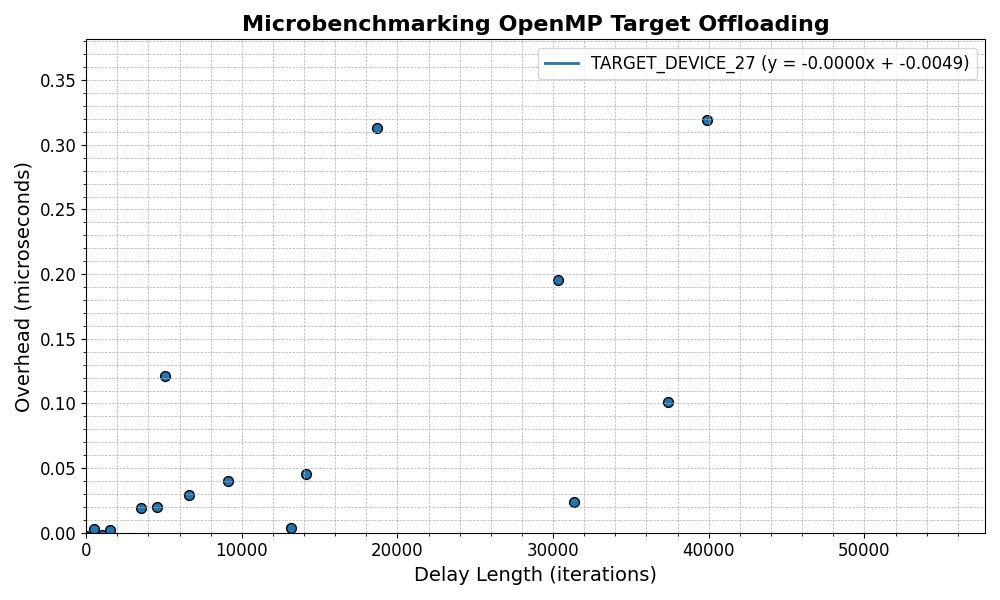 Microbenchmarking OpenMP Target Offloading
TARGET_DEVICE_27 (y = -0.0000x + -0.0049)
Overhead (microseconds)
0.35
0.30
0.25
0.20
0.15
0.10
0.05
0.00
0 10000 20000 30000 40000 50000
Delay Length (iterations)